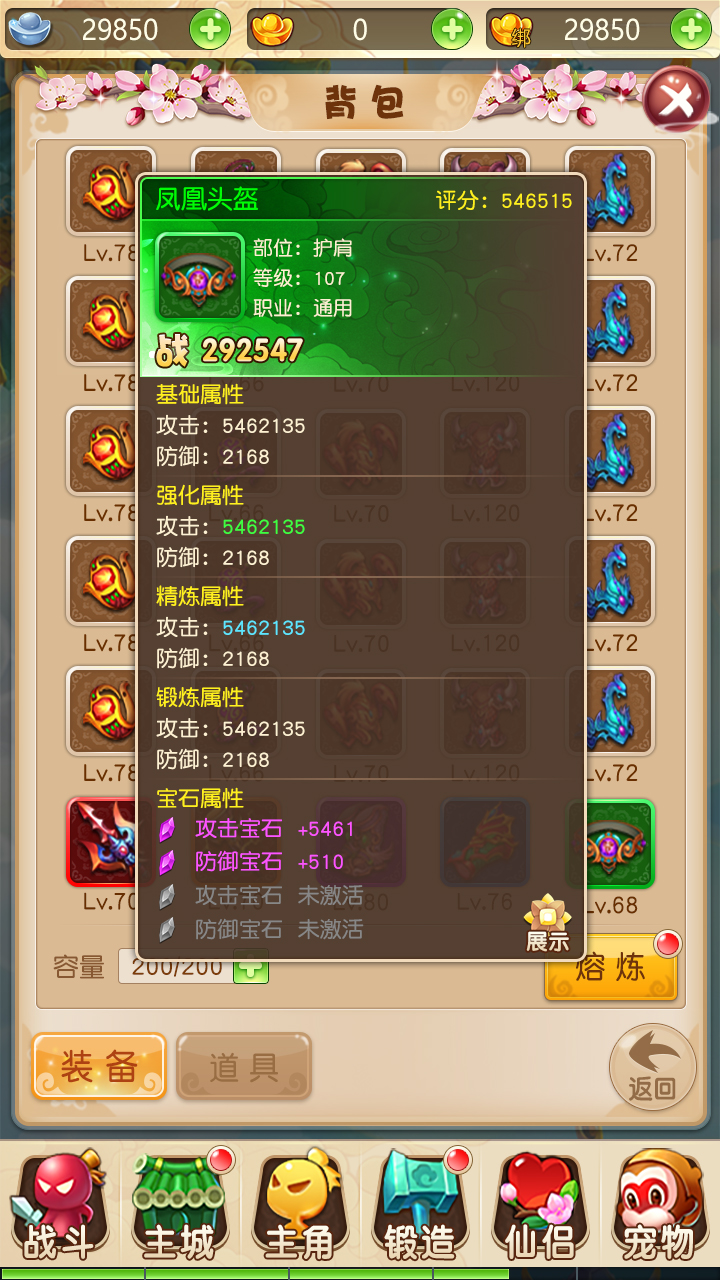 29850
0
绑
29850
背包
凤凰头盔
评分：546515
部位：护肩
等级：107
职业：通用
战 292547
基础属性
攻击：5462135
防御：2168
强化属性
攻击：5462135
防御：2168
精炼属性
攻击：5462135
防御：2168
锻炼属性
攻击：5462135
防御：2168
宝石属性
攻击宝石 +5461
防御宝石 +510
攻击宝石 未激活
防御宝石 未激活
展示
Lv.78
Lv.72
Lv.78 Lv.66 Lv.70 Lv.120 Lv.72
Lv.78 Lv.66 Lv.70 Lv.120 Lv.72
Lv.78 Lv.66 Lv.70 Lv.120 Lv.72
Lv.78 Lv.66 Lv.70 Lv.120 Lv.72
Lv.70 Lv.76 Lv.68
容量 200/200
熔炼
装备
道具
返回
战斗 主城 主角 锻造 仙侣 宠物